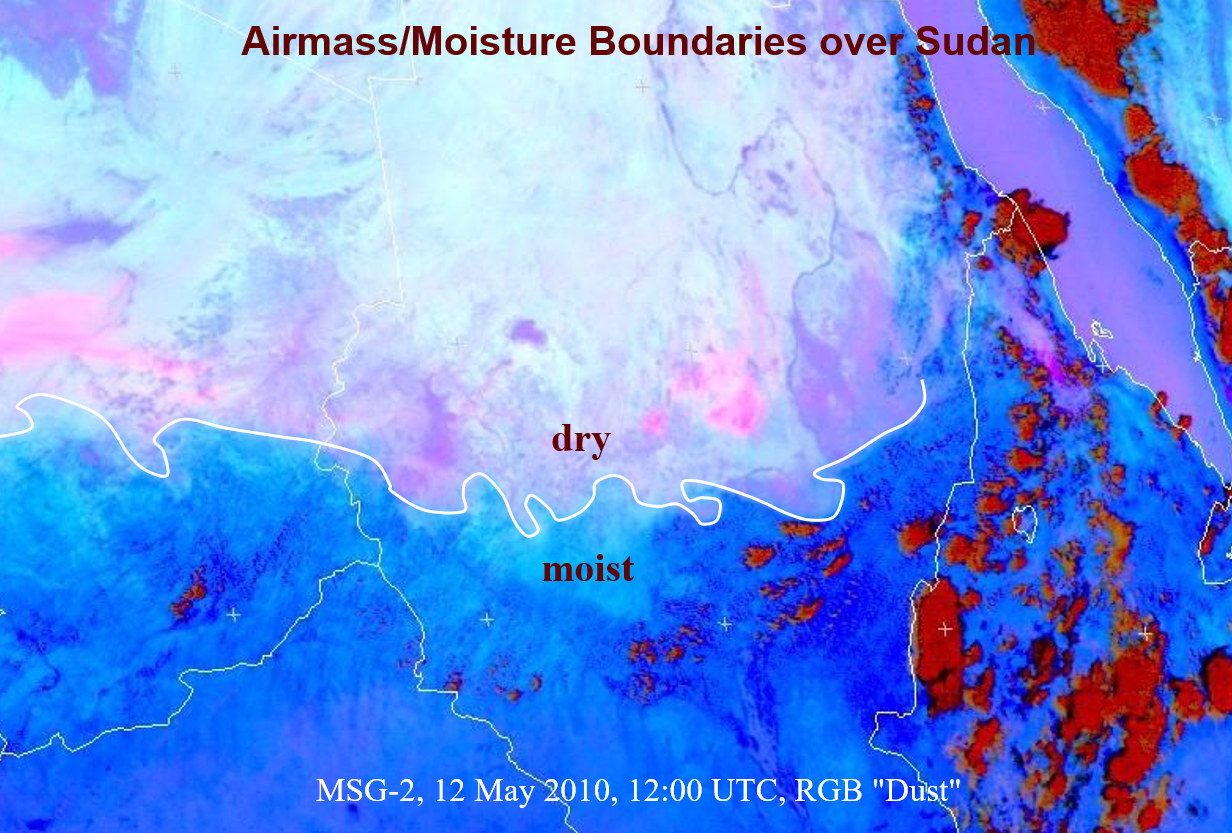 Airmass/Moisture Boundaries over Sudan
dry
moist
MSG-2, 12 May 2010, 12:00 UTC, RGB "Dust"